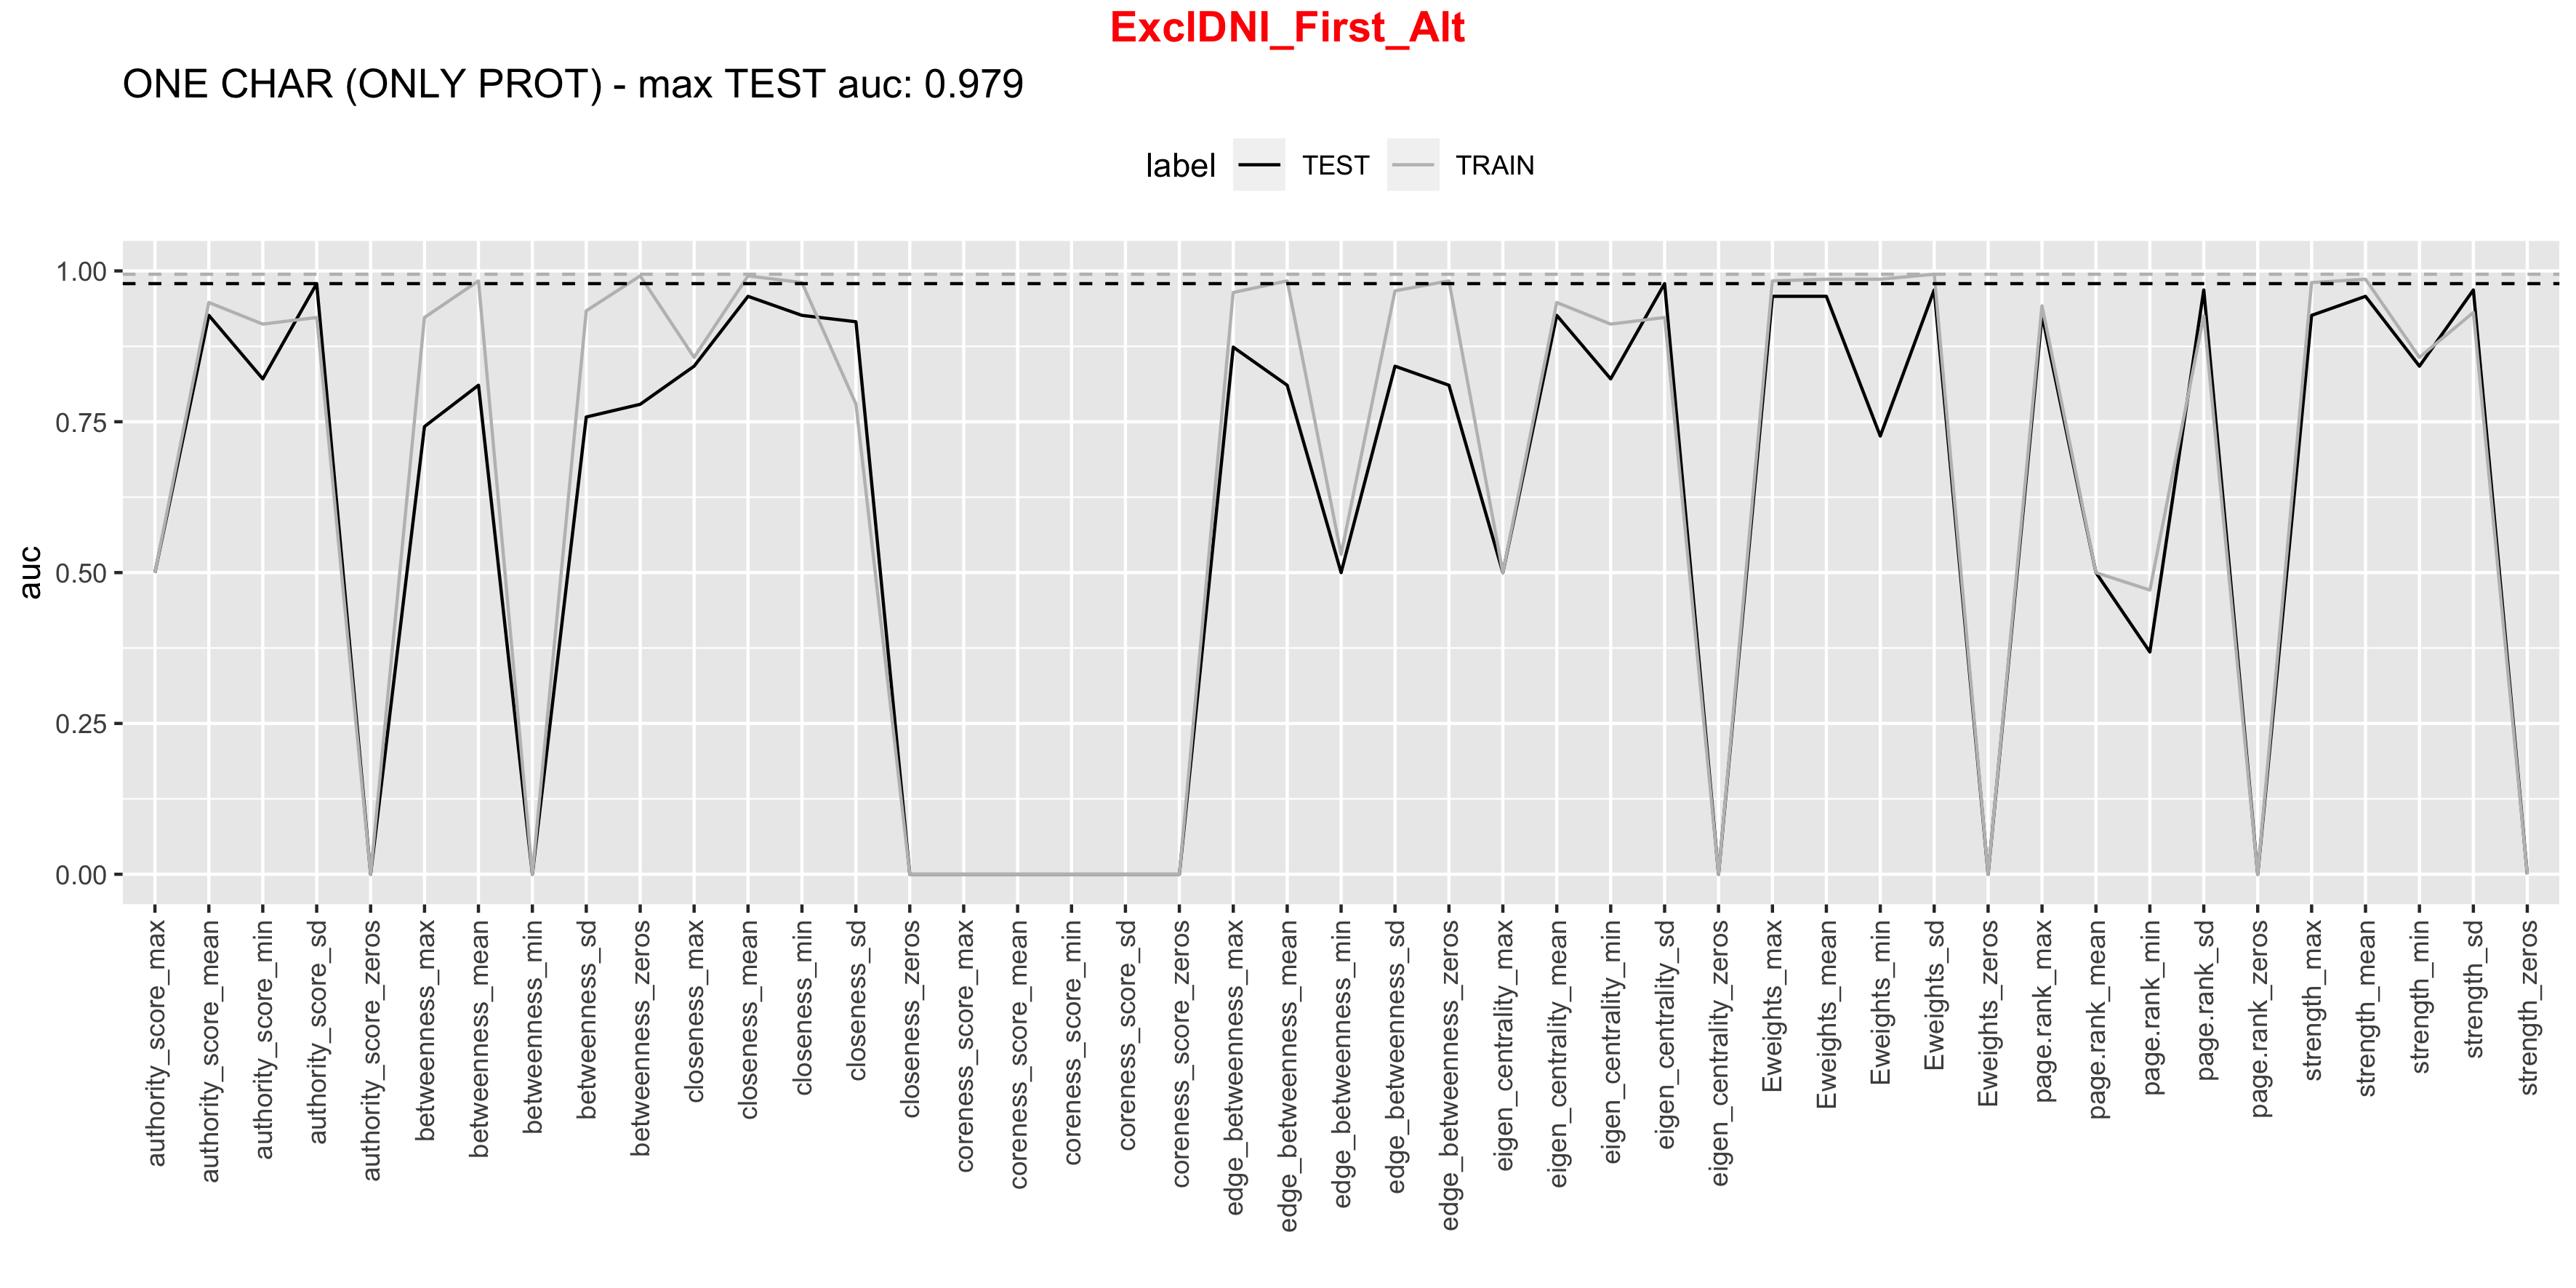 ExclDNI_First_Alt
ONE CHAR (ONLY PROT) - max TEST auc: 0.979
label TEST TRAIN
auc
1.00
0.75
0.50
0.25
0.00
authority_score_max
authority_score_mean
authority_score_min
authority_score_sd
authority_score_zeros
betweenness_max
betweenness_mean
betweenness_min
betweenness_sd
betweenness_zeros
closeness_max
closeness_mean
closeness_min
closeness_sd
closeness_zeros
coreness_score_max
coreness_score_mean
coreness_score_min
coreness_score_sd
coreness_score_zeros
edge_betweenness_max
edge_betweenness_mean
edge_betweenness_min
edge_betweenness_sd
edge_betweenness_zeros
eigen_centrality_max
eigen_centrality_mean
eigen_centrality_min
eigen_centrality_sd
eigen_centrality_zeros
Eweights_max
Eweights_mean
Eweights_min
Eweights_sd
Eweights_zeros
page.rank_max
page.rank_mean
page.rank_min
page.rank_sd
page.rank_zeros
strength_max
strength_mean
strength_min
strength_sd
strength_zeros